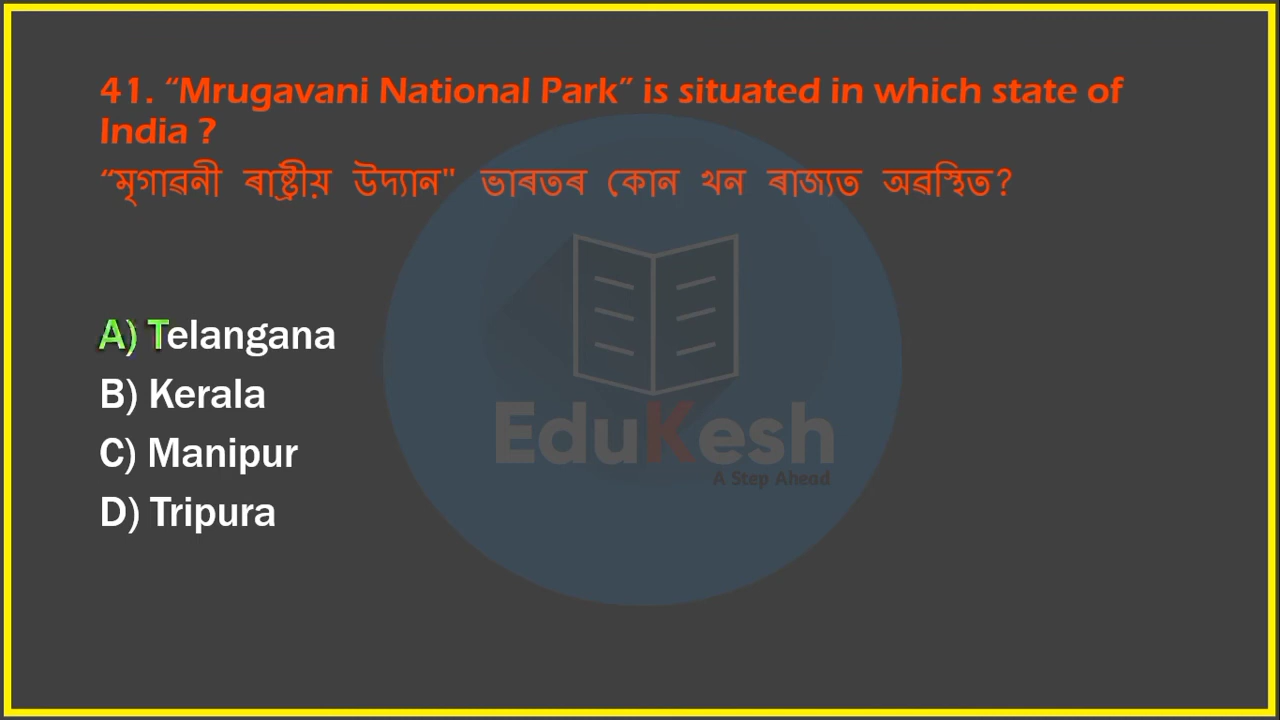 41. “Mrugavani National Park” is situated in which state of
India ?
“মৃগাৱনী ৰাষ্ট্ৰীয় উদ্যান" ভাৰতৰ কোন খন ৰাজ্যত অৱস্থিত?
A) Telangana
B) Kerala
C) Manipur
D) Tripura
EduKesh
A Step Ahead